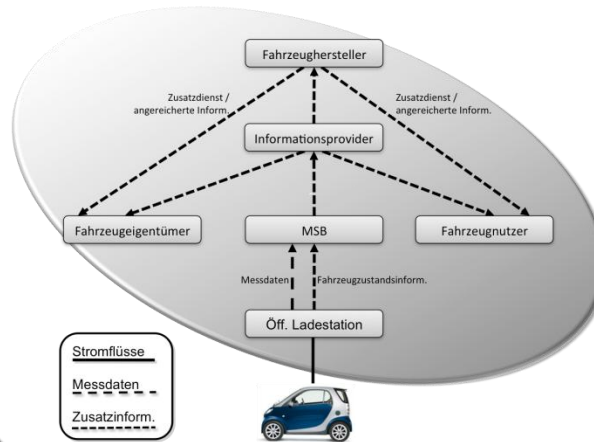 Fahrzeughersteller
Zusatzdienst /
angereicherte Inform.
Zusatzdienst /
angereicherte Inform.
Informationsprovider
Fahrzeugeigentümer
MSB
Fahrzeugnutzer
Messdaten
Fahrzeugzustandsinform.
Öff. Ladestation
Stromflüsse
Messdaten
Zusatzinform.